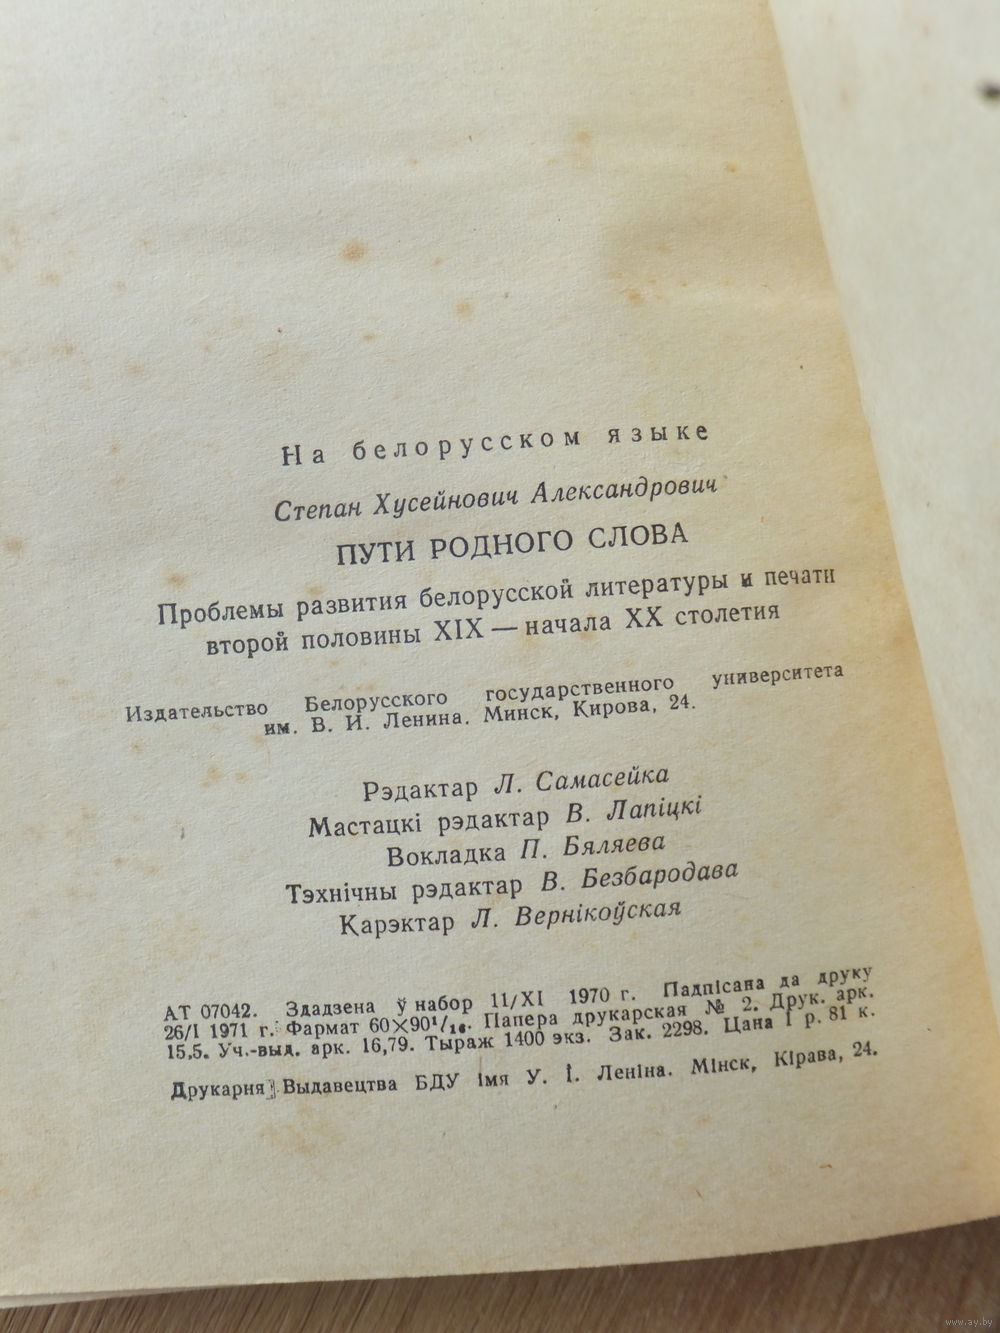 На белорусском языке
Степан Хусейнович Александрович
ПУТИ РОДНОГО СЛОВА
Проблемы развития белорусской литературы и печати
второй половины XIX — начала XX столетия
Издательство Белорусского государственного университета
им. В. И. Ленина. Минск, Кирова, 24.
Рэдактар Л. Самасейка
Мастацкі рэдактар В. Лапіцкі
Вокладка П. Бяляева
Тэхнічны рэдактар В. Безбародава
Карэктар Л. Вернікоўская
АТ 07042. Здадзена ў набор 11/XI 1970 г. Падпісана да друку
26/I 1971 г. Фармат 60×90¹/₁₆. Папера друкарская № 2. Друк. арк.
15,5. Уч.-выд. арк. 16,79. Тыраж 1400 экз. Зак. 2298. Цана 1 р. 81 к.
Друкарня Выдавецтва БДУ імя У. І. Леніна. Мінск, Кірава, 24.
www.ay.by